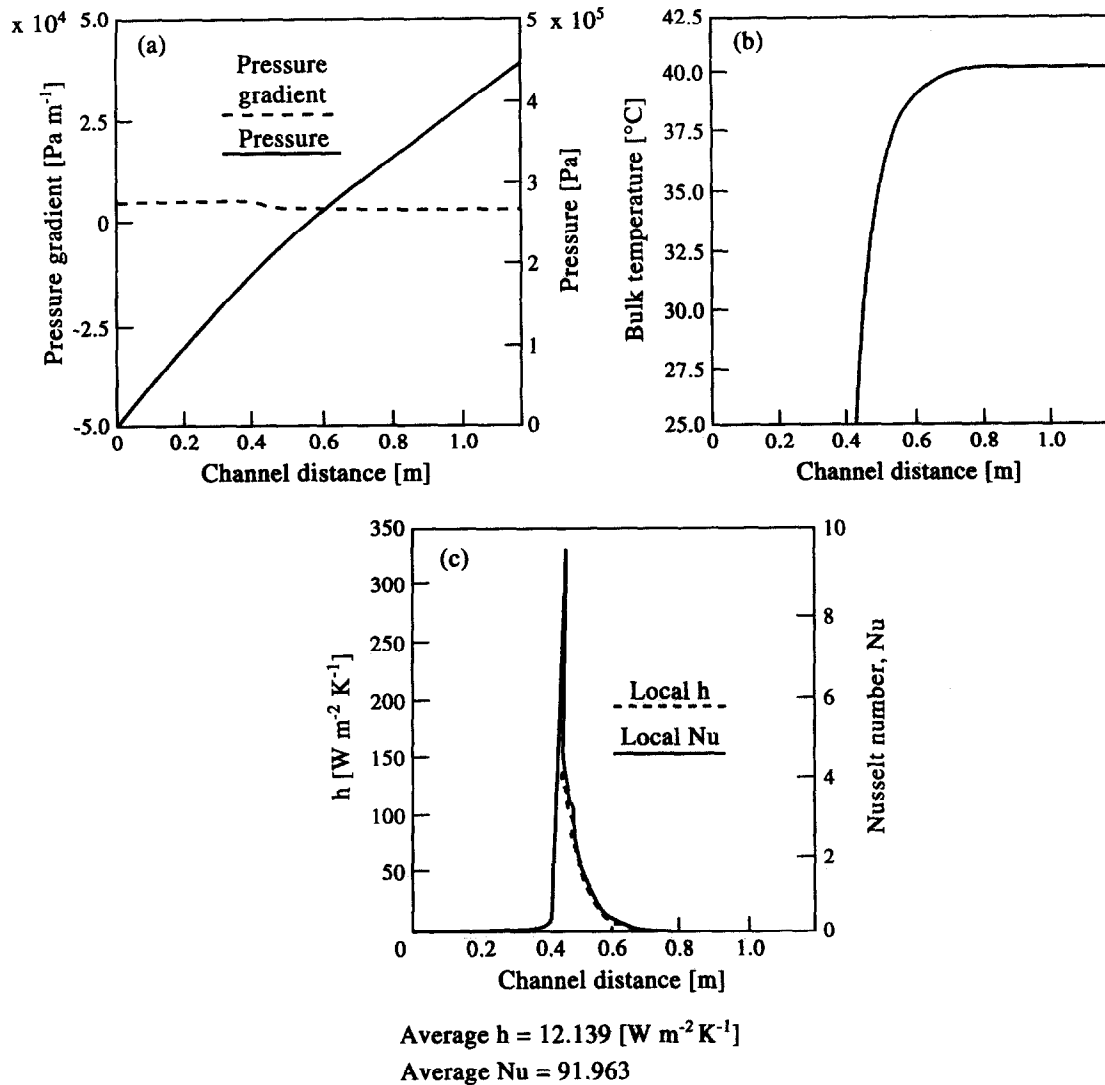 x 10⁴
5.0
2.5
0
-2.5
-5.0
Pressure gradient [Pa m⁻¹]
(a)
Pressure
gradient
Pressure
x 10⁵
5
4
3
2
1
0
Pressure [Pa]
0
0.2
0.4
0.6
0.8
1.0
Channel distance [m]
(b)
42.5
40.0
37.5
35.0
32.5
30.0
27.5
25.0
Bulk temperature [°C]
0
0.2
0.4
0.6
0.8
1.0
Channel distance [m]
(c)
350
300
250
200
150
100
50
h [W m⁻² K⁻¹]
Local h
Local Nu
10
8
6
4
2
0
Nusselt number, Nu
0
0.2
0.4
0.6
0.8
1.0
Channel distance [m]
Average h = 12.139 [W m⁻² K⁻¹]
Average Nu = 91.963